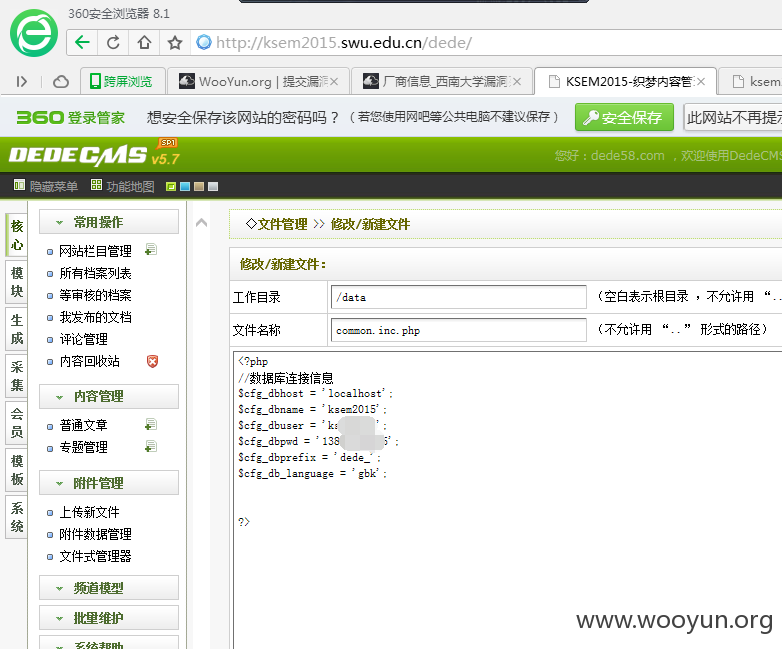 360安全浏览器 8.1
http://ksem2015.swu.edu.cn/dede/
跨屏浏览
WooYun.org | 提交漏洞
厂商信息_西南大学漏洞
KSEM2015-织梦内容管
ksem
360 登录管家 想安全保存该网站的密码吗？（若您使用网吧等公共电脑不建议保存） 安全保存 此网站不再提示
DEDECMS v5.7 SP1
您好：dede58.com ，欢迎使用DedeCMS
隐藏菜单 功能地图
核心
模块
生成
采集
会员
模板
系统
常用操作
网站栏目管理
所有档案列表
等审核的档案
我发布的文档
评论管理
内容回收站
内容管理
普通文章
专题管理
附件管理
上传新文件
附件数据管理
文件式管理器
频道模型
批量维护
系统帮助
◇文件管理 >> 修改/新建文件
修改/新建文件：
工作目录 /data （空白表示根目录 ，不允许用 “..
文件名称 common.inc.php （不允许用 “..” 形式的路径）
<?php
//数据库连接信息
$cfg_dbhost = 'localhost';
$cfg_dbname = 'ksem2015';
$cfg_dbuser = 'ks';
$cfg_dbpwd = '138';
$cfg_dbprefix = 'dede_';
$cfg_db_language = 'gbk';
?>
www.wooyun.org